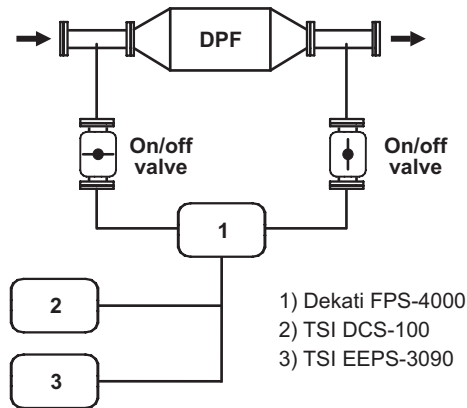 DPF
On/off
valve
On/off
valve
1
2
3
1) Dekati FPS-4000
2) TSI DCS-100
3) TSI EEPS-3090